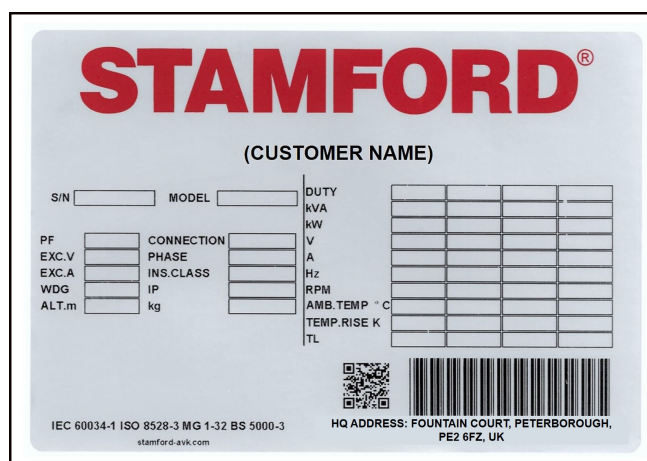 STAMFORD®
(CUSTOMER NAME)
S/N MODEL
PF CONNECTION
EXC.V PHASE
EXC.A INS.CLASS
WDG IP
ALT.m kg
DUTY
kVA
kW
V
A
Hz
RPM
AMB.TEMP °C
TEMP.RISE K
TL
IEC 60034-1 ISO 8528-3 MG 1-32 BS 5000-3
stamford-avk.com
HQ ADDRESS: FOUNTAIN COURT, PETERBOROUGH,
PE2 6FZ, UK